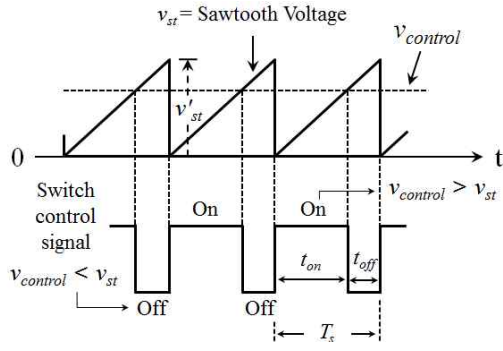 v_st = Sawtooth Voltage
v_control
v'_st
0
t
Switch
control
signal
On
On
v_control > v_st
v_control < v_st
t_on
t_off
Off
Off
T_s